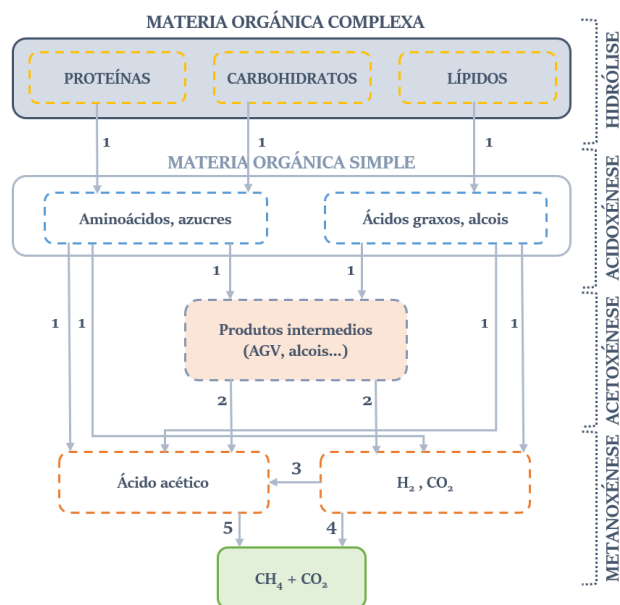 MATERIA ORGÁNICA COMPLEXA
PROTEÍNAS
CARBOHIDRATOS
LÍPIDOS
HIDRÓLISE
1
1
1
MATERIA ORGÁNICA SIMPLE
Aminoácidos, azucres
Ácidos graxos, alcois
ACIDOXÉNESE
1
1
1
1
1
1
Produtos intermedios
(AGV, alcois...)
ACETOXÉNESE
2
2
Ácido acético
3
H₂ , CO₂
METANOXÉNESE
5
4
CH₄ + CO₂